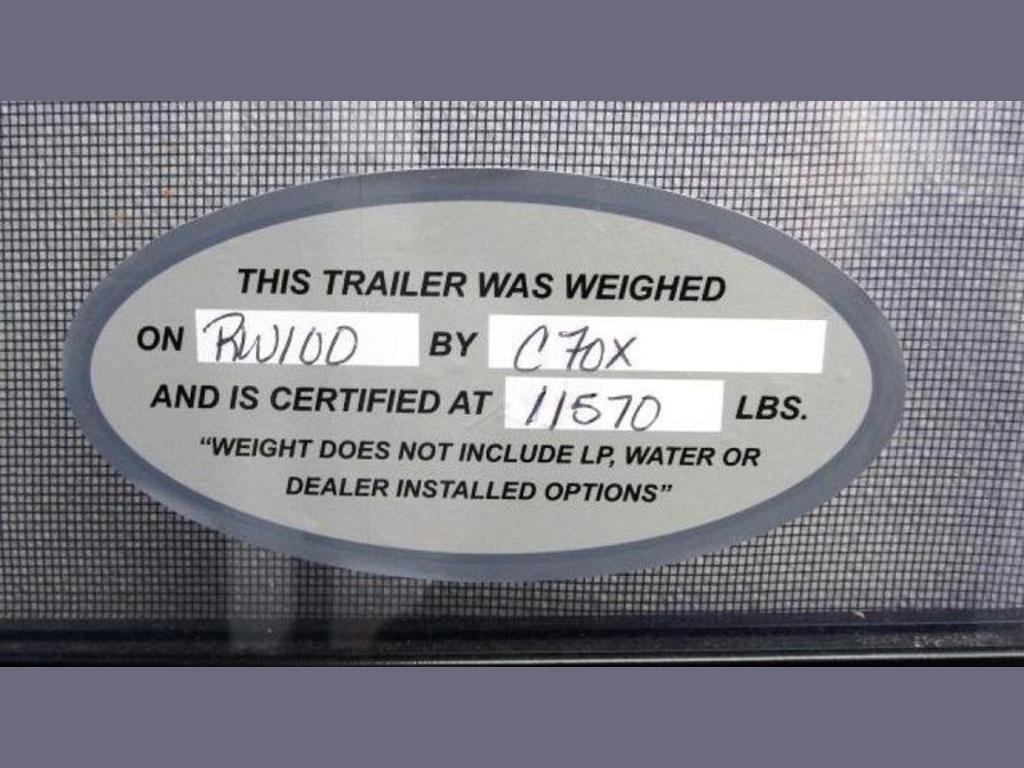 THIS TRAILER WAS WEIGHED
ON RW100 BY C FOX
AND IS CERTIFIED AT 11570 LBS.
"WEIGHT DOES NOT INCLUDE LP, WATER OR
DEALER INSTALLED OPTIONS"